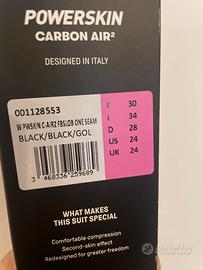 POWERSKIN
CARBON AIR²
DESIGNED IN ITALY
001128553
W PWSKIN C-AIR2 FBSLOB ONE SEAM
BLACK/BLACK/GOL
F 30
I 34
D 28
US 24
UK 24
3 468336 259689
WHAT MAKES
THIS SUIT SPECIAL
Comfortable compression
Second-skin effect
Redesigned for greater freedom
subito